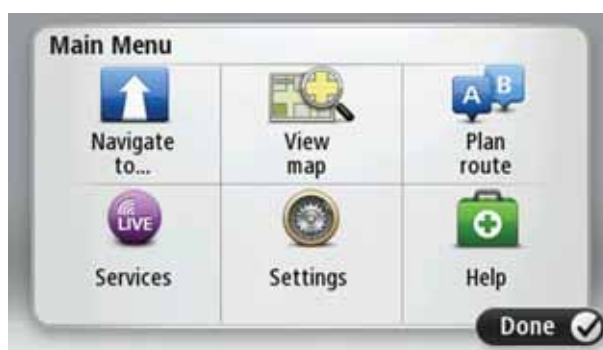 Main Menu
Navigate
to...
View
map
A B
Plan
route
LIVE
Services
Settings
Help
Done